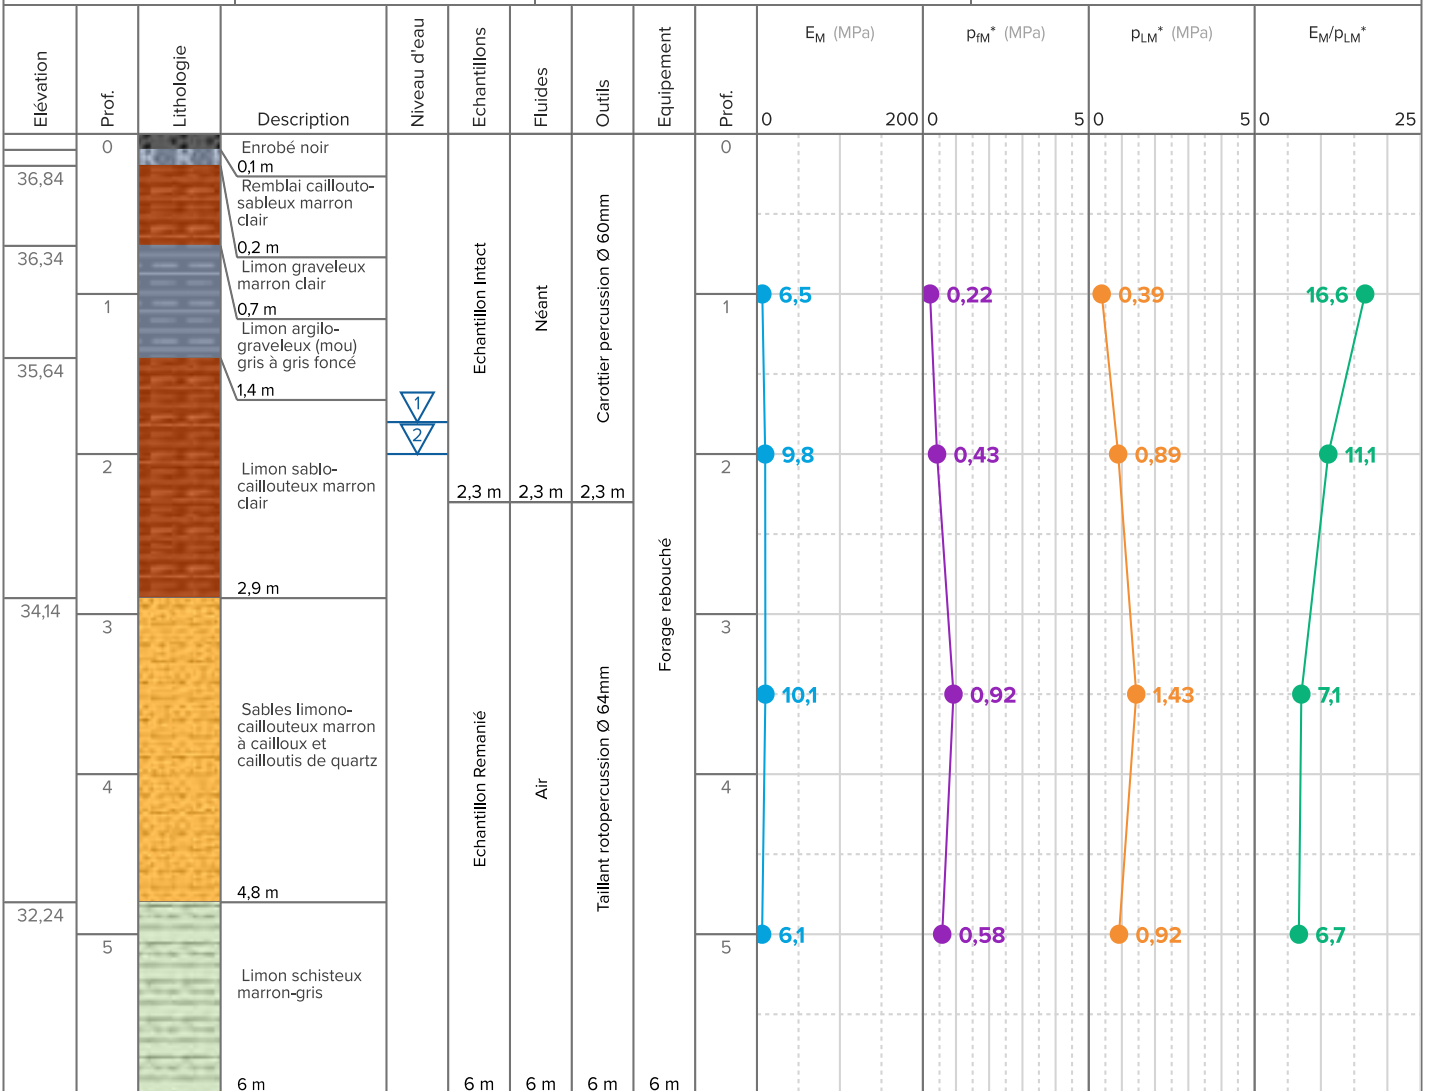 Elévation
Prof.
Lithologie
Description
Niveau d'eau
Echantillons
Fluides
Outils
Equipement
Prof.
E_M (MPa)
p_fM* (MPa)
p_LM* (MPa)
E_M/p_LM*
0 200
0 5
0 5
0 25
36,84
36,34
35,64
34,14
32,24
0
1
2
3
4
5
Enrobé noir
0,1 m
Remblai caillouto-
sableux marron
clair
0,2 m
Limon graveleux
marron clair
0,7 m
Limon argilo-
graveleux (mou)
gris à gris foncé
1,4 m
Limon sablo-
caillouteux marron
clair
2,9 m
Sables limono-
caillouteux marron
à cailloux et
cailloutis de quartz
4,8 m
Limon schisteux
marron-gris
6 m
1
2
Echantillon Intact
2,3 m
Echantillon Remanié
6 m
Néant
2,3 m
Air
6 m
Carottier percussion Ø 60mm
2,3 m
Taillant rotopercussion Ø 64mm
6 m
Forage rebouché
6 m
0
1
2
3
4
5
6,5
9,8
10,1
6,1
0,22
0,43
0,92
0,58
0,39
0,89
1,43
0,92
16,6
11,1
7,1
6,7